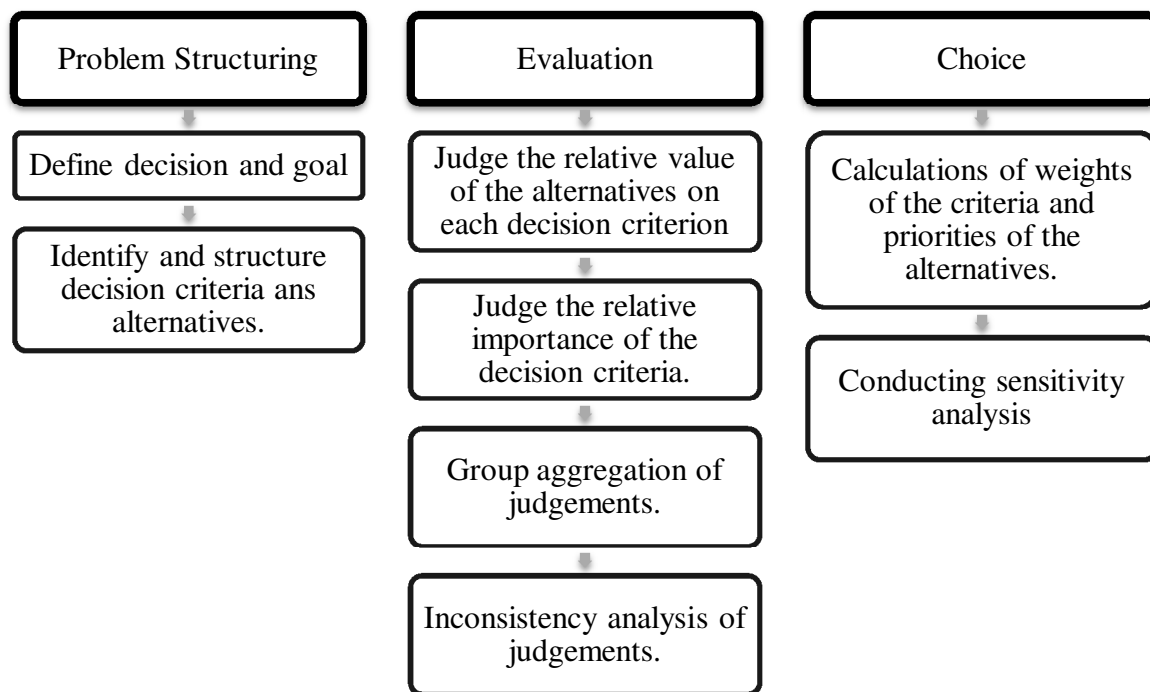 Problem Structuring
Define decision and goal
Identify and structure
decision criteria ans
alternatives.
Evaluation
Judge the relative value
of the alternatives on
each decision criterion
Judge the relative
importance of the
decision criteria.
Group aggregation of
judgements.
Inconsistency analysis of
judgements.
Choice
Calculations of weights
of the criteria and
priorities of the
alternatives.
Conducting sensitivity
analysis